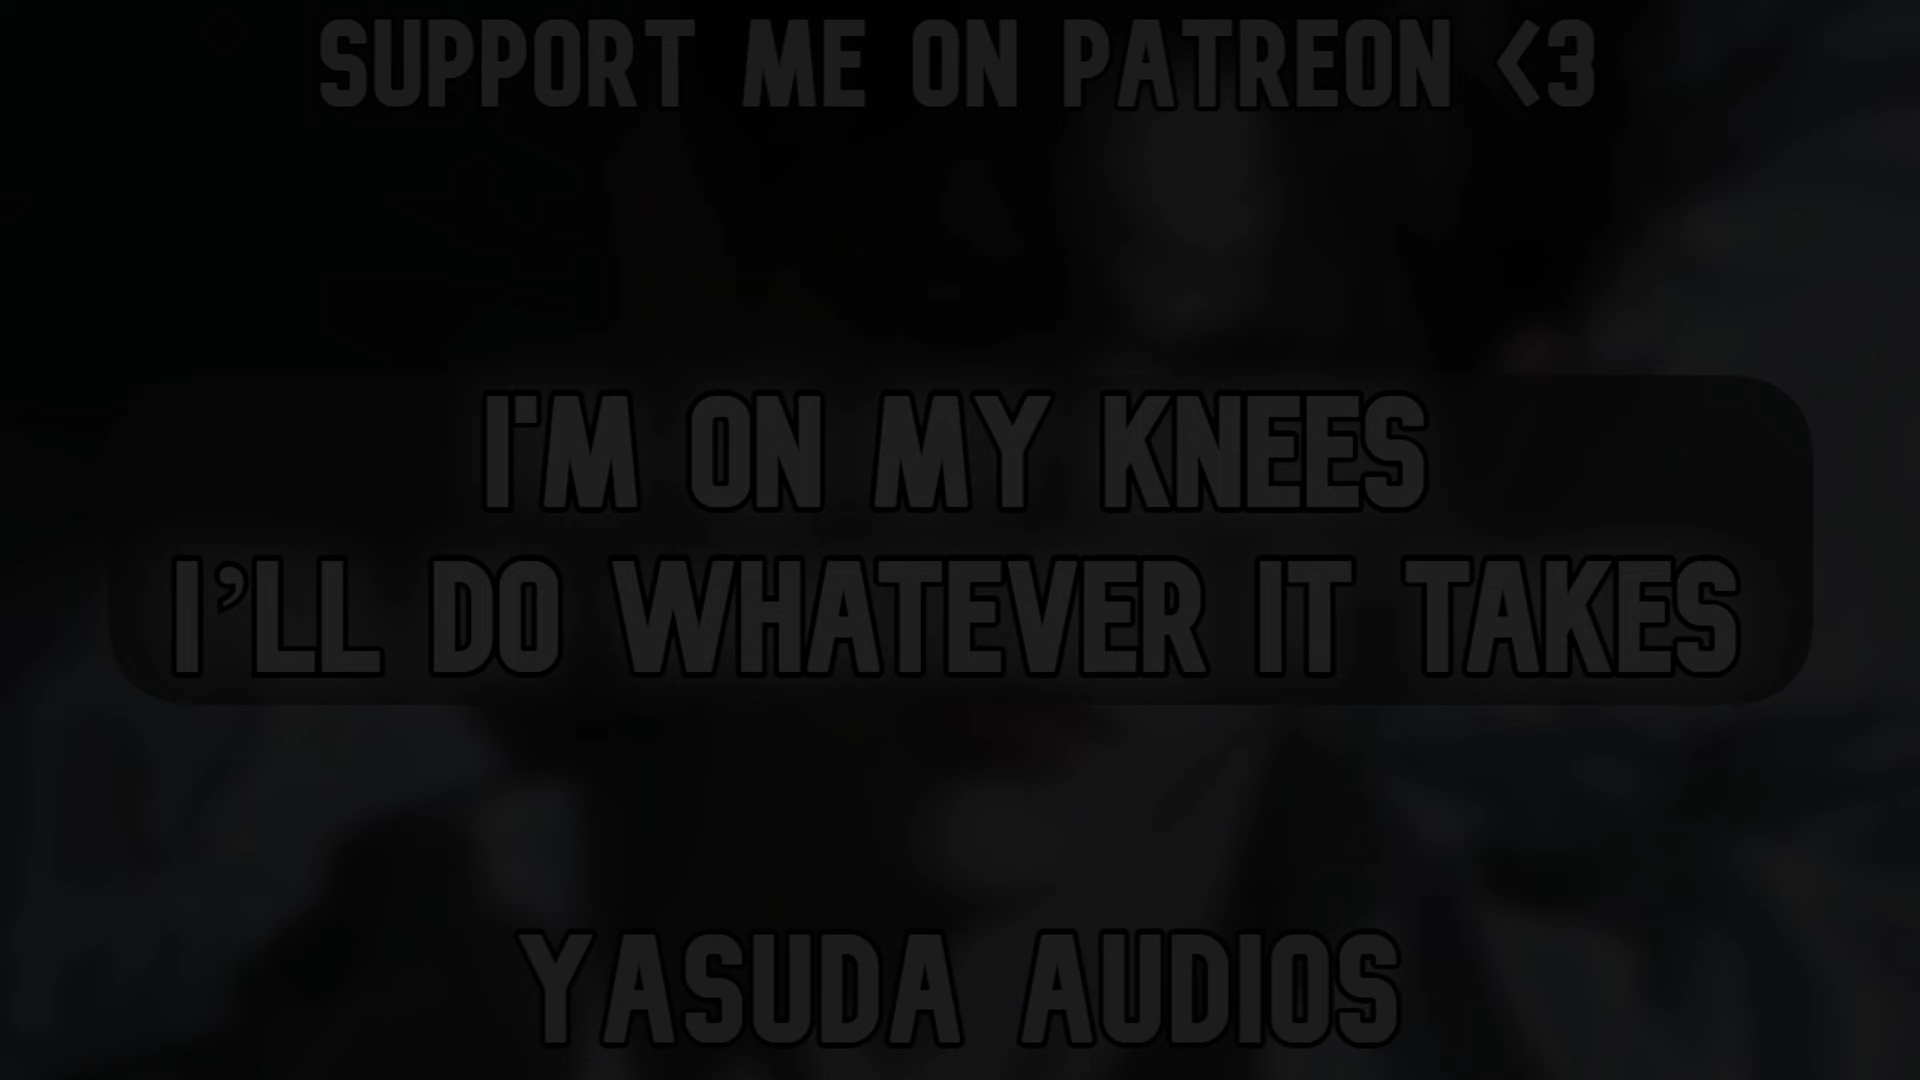 SUPPORT ME ON PATREON <3
I'M ON MY KNEES
I’LL DO WHATEVER IT TAKES
YASUDA AUDIOS